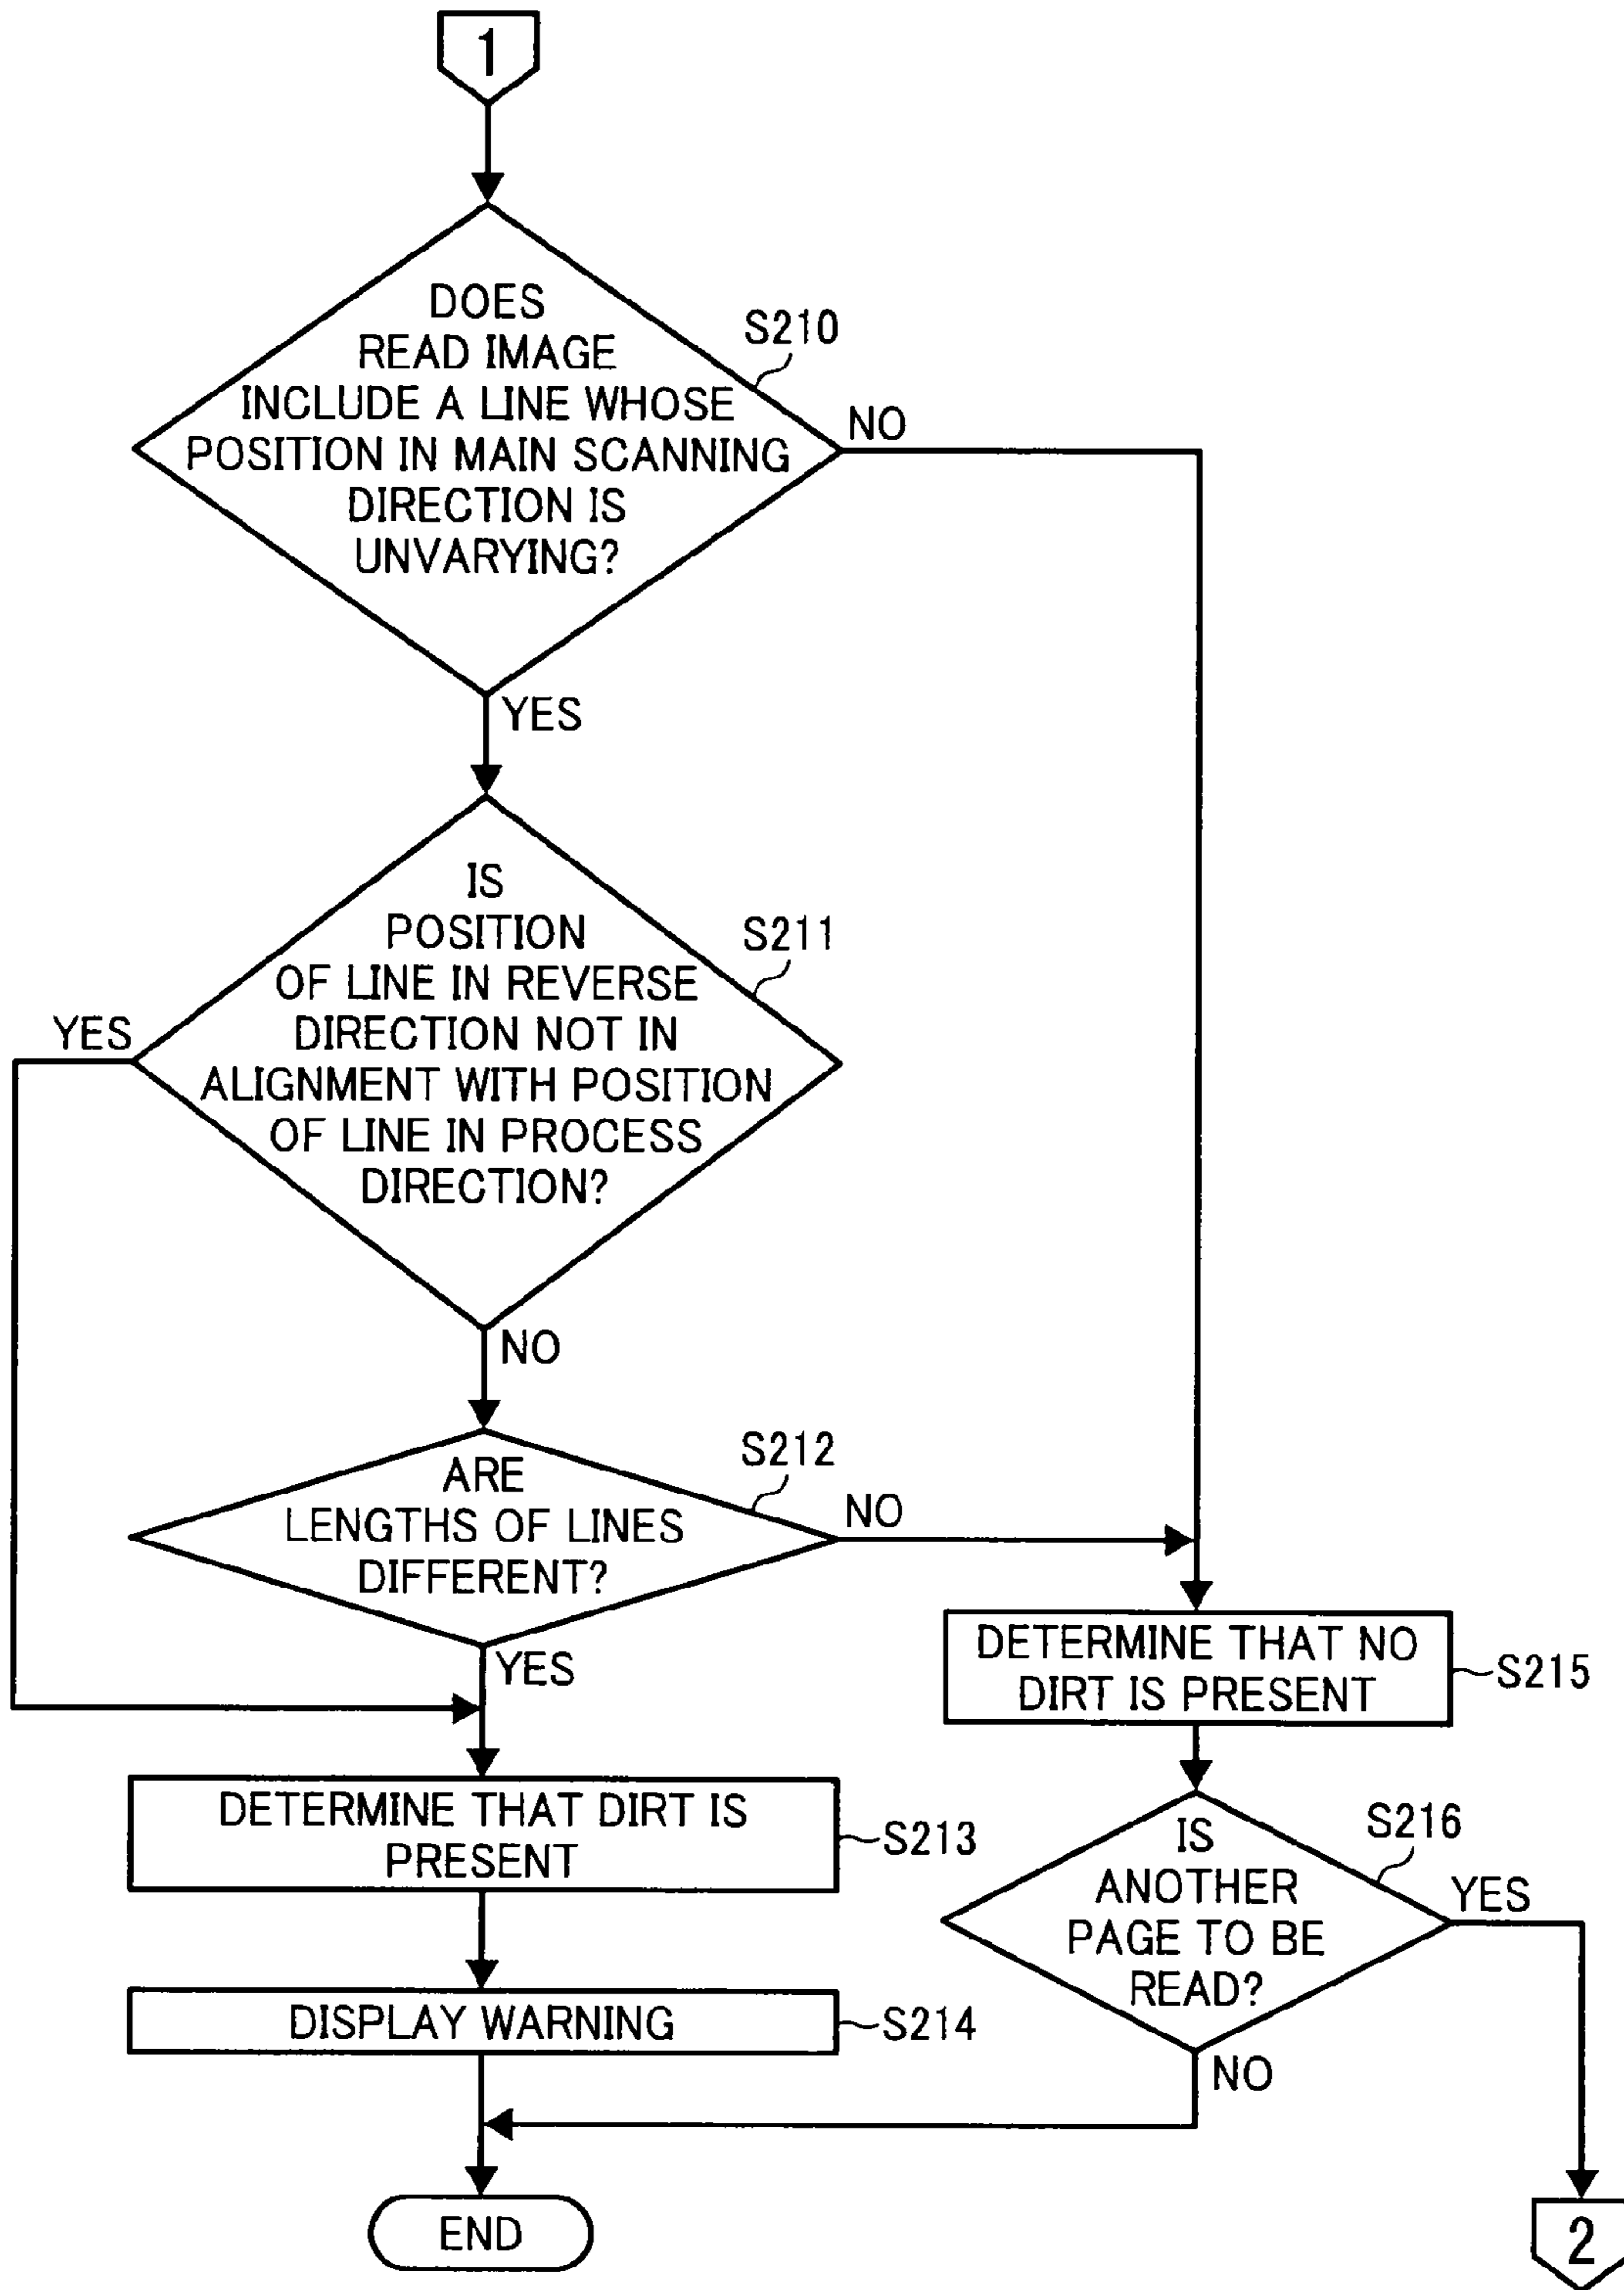 1
DOES
READ IMAGE
INCLUDE A LINE WHOSE
POSITION IN MAIN SCANNING
DIRECTION IS
UNVARYING?
S210
NO
YES
IS
POSITION
OF LINE IN REVERSE
DIRECTION NOT IN
ALIGNMENT WITH POSITION
OF LINE IN PROCESS
DIRECTION?
S211
YES
NO
ARE
LENGTHS OF LINES
DIFFERENT?
S212
NO
YES
DETERMINE THAT NO
DIRT IS PRESENT
S215
DETERMINE THAT DIRT IS
PRESENT
S213
IS
ANOTHER
PAGE TO BE
READ?
S216
YES
NO
DISPLAY WARNING
S214
END
2